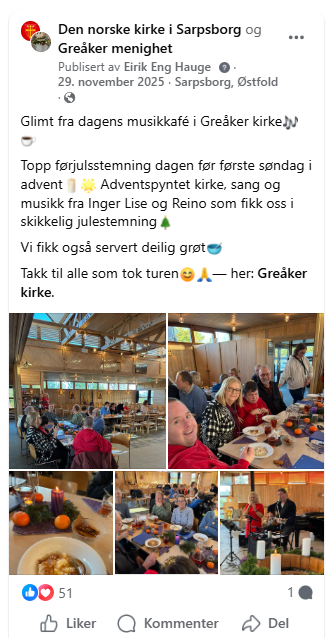 Den norske kirke i Sarpsborg og
Greåker menighet
Publisert av Eirik Eng Hauge
29. november 2025 · Sarpsborg, Østfold
·
Glimt fra dagens musikkafé i Greåker kirke🎶
☕
Topp førjulsstemning dagen før første søndag i
advent🕯️🌟 Adventspyntet kirke, sang og
musikk fra Inger Lise og Reino som fikk oss i
skikkelig julestemning🌲
Vi fikk også servert deilig grøt🥣
Takk til alle som tok turen😊🙏— her: Greåker
kirke.
51
1
Liker Kommenter Del